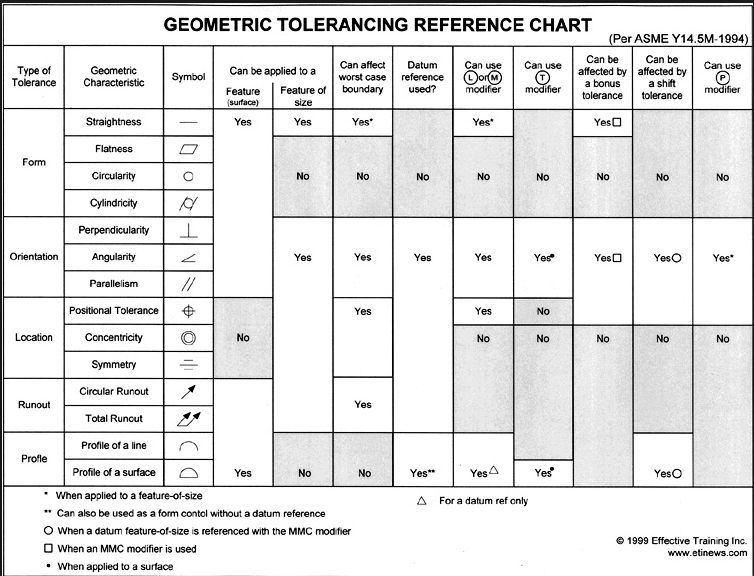 GEOMETRIC TOLERANCING REFERENCE CHART
(Per ASME Y14.5M-1994)
Type of
Tolerance
Geometric
Characteristic
Symbol
Can be applied to a
Feature
(surface)
Feature of
size
Can affect
worst case
boundary
Datum
reference
used?
Can use
Ⓛ or Ⓜ
modifier
Can use
Ⓣ
modifier
Can be
affected by
a bonus
tolerance
Can be
affected by
a shift
tolerance
Can use
Ⓟ
modifier
Form
Straightness Yes Yes Yes* Yes* Yes□
Flatness
Circularity No No No No No No No No
Cylindricity
Orientation
Perpendicularity
Angularity Yes Yes Yes Yes Yes• Yes□ Yes○ Yes*
Parallelism
Location
Positional Tolerance Yes Yes No
Concentricity No No No No No No
Symmetry
Runout
Circular Runout Yes
Total Runout
Profle
Profile of a line
Profile of a surface Yes No No Yes** Yes△ Yes• Yes○
* When applied to a feature-of-size
** Can also be used as a form contol without a datum reference
○ When a datum feature-of-size is referenced with the MMC modifier
□ When an MMC modifier is used
• When applied to a surface
△ For a datum ref only
© 1999 Effective Training Inc.
www.etinews.com